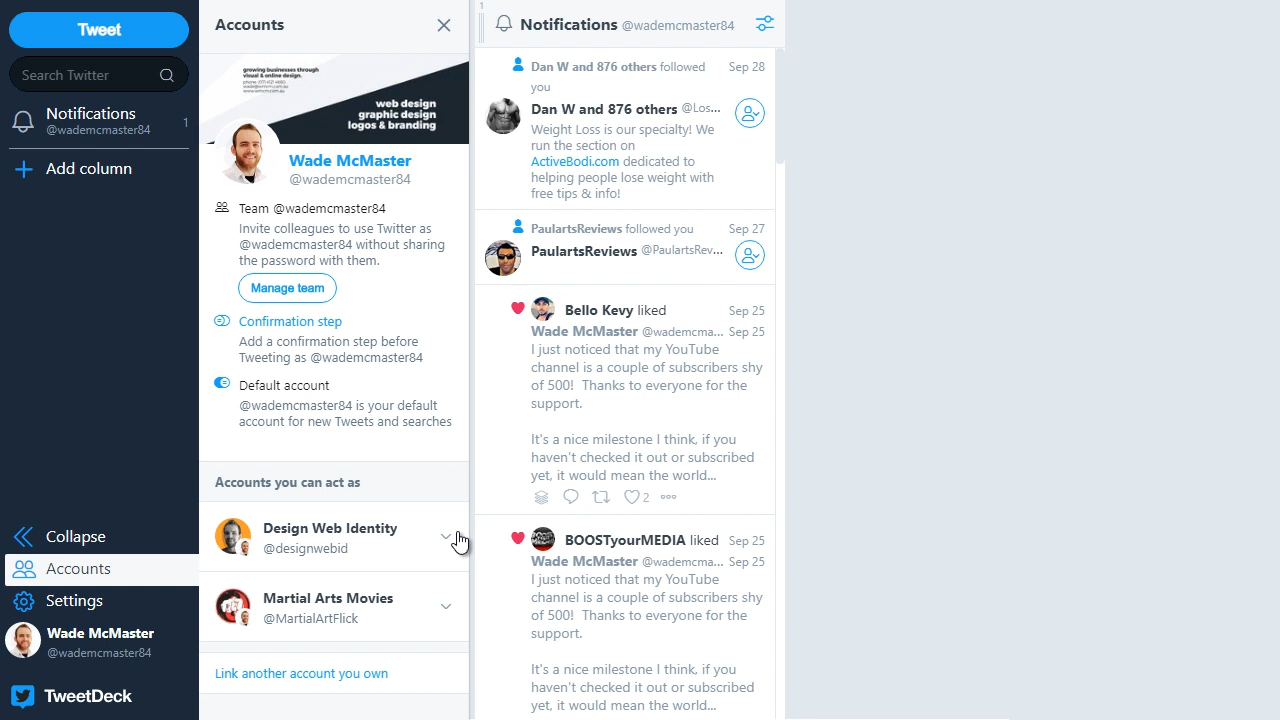 Tweet
Search Twitter
Notifications
@wademcmaster84
1
Add column
Collapse
Accounts
Settings
Wade McMaster
@wademcmaster84
TweetDeck
Accounts
growing businesses through
visual & online design.
web design
graphic design
logos & branding
Wade McMaster
@wademcmaster84
Team @wademcmaster84
Invite colleagues to use Twitter as
@wademcmaster84 without sharing
the password with them.
Manage team
Confirmation step
Add a confirmation step before
Tweeting as @wademcmaster84
Default account
@wademcmaster84 is your default
account for new Tweets and searches
Accounts you can act as
Design Web Identity
@designwebid
Martial Arts Movies
@MartialArtFlick
Link another account you own
1
Notifications @wademcmaster84
Dan W and 876 others followed Sep 28
you
Dan W and 876 others @Los...
Weight Loss is our specialty! We
run the section on
ActiveBodi.com dedicated to
helping people lose weight with
free tips & info!
PaulartsReviews followed you Sep 27
PaulartsReviews @PaulartsRev...
Bello Kevy liked Sep 25
Wade McMaster @wademcma... Sep 25
I just noticed that my YouTube
channel is a couple of subscribers shy
of 500! Thanks to everyone for the
support.
It's a nice milestone I think, if you
haven't checked it out or subscribed
yet, it would mean the world...
2
BOOSTyourMEDIA liked Sep 25
Wade McMaster @wademcma... Sep 25
I just noticed that my YouTube
channel is a couple of subscribers shy
of 500! Thanks to everyone for the
support.
It's a nice milestone I think, if you
haven't checked it out or subscribed
yet, it would mean the world...